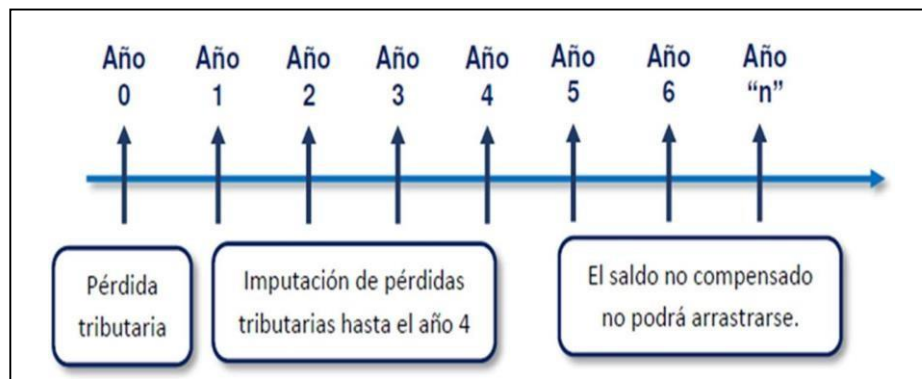 Año Año Año Año Año Año Año Año
0 1 2 3 4 5 6 “n”
Pérdida
tributaria
Imputación de pérdidas
tributarias hasta el año 4
El saldo no compensado
no podrá arrastrarse.